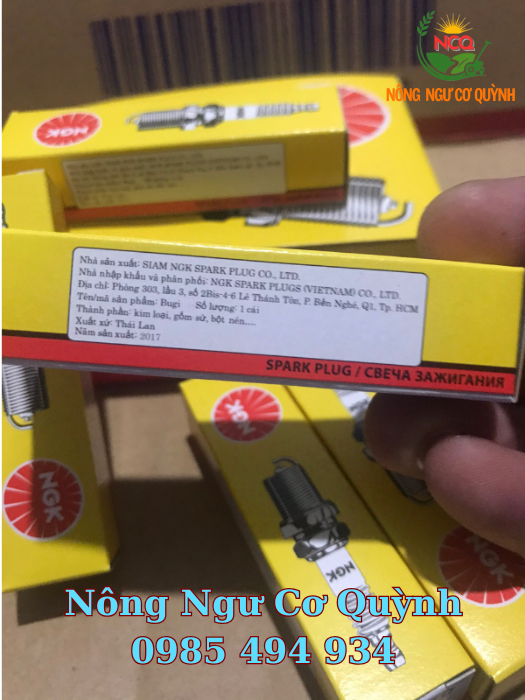 NCQ
NÔNG NGƯ CƠ QUỲNH
NGK
Nhà sản xuất: SIAM NGK SPARK PLUG CO., LTD.
Nhà nhập khẩu và phân phối: NGK SPARK PLUGS (VIETNAM) CO., LTD.
Địa chỉ: Phòng 303, lầu 3, số 2Bis-4-6 Lê Thánh Tôn, P. Bến Nghé, Q1, Tp. HCM
Tên/mã sản phẩm: Bugi Số lượng: 1 cái
Thành phần: kim loại, gốm sứ, bột nén....
Xuất xứ: Thái Lan
Năm sản xuất: 2017
SPARK PLUG / СВЕЧА ЗАЖИГАНИЯ
NGK
NGK
NGK
NGK
Nông Ngư Cơ Quỳnh
0985 494 934